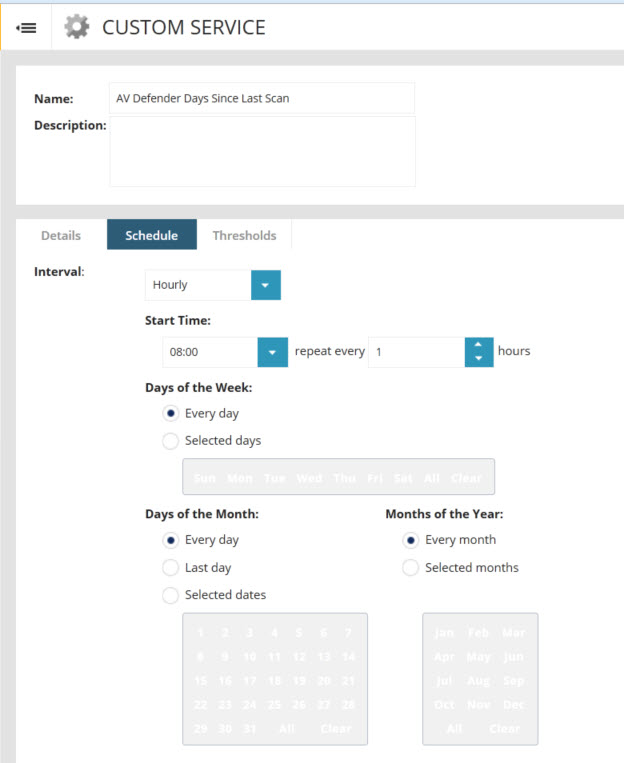 CUSTOM SERVICE
Name: AV Defender Days Since Last Scan
Description:
Details Schedule Thresholds
Interval: Hourly
Start Time:
08:00 repeat every 1 hours
Days of the Week:
Every day
Selected days
Sun Mon Tue Wed Thu Fri Sat All Clear
Days of the Month: Months of the Year:
Every day Every month
Last day Selected months
Selected dates
1 2 3 4 5 6 7 Jan Feb Mar
8 9 10 11 12 13 14 Apr May Jun
15 16 17 18 19 20 21 Jul Aug Sep
22 23 24 25 26 27 28 Oct Nov Dec
29 30 31 All Clear All Clear